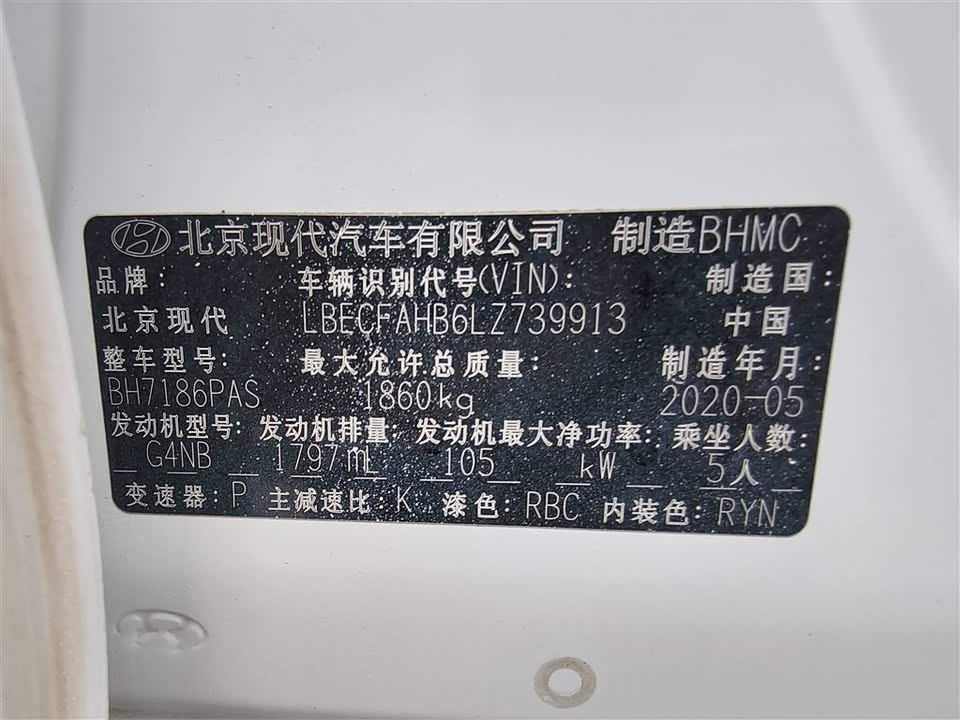 北京现代汽车有限公司 制造BHMC
品牌: 车辆识别代号(VIN): 制造国:
北京现代 LBECFAHB6LZ739913 中国
整车型号: 最大允许总质量: 制造年月:
BH7186PAS 1860kg 2020-05
发动机型号: 发动机排量: 发动机最大净功率: 乘坐人数:
G4NB 1797mL 105 kW 5人
变速器: P 主减速比: K 漆色: RBC 内装色: RYN